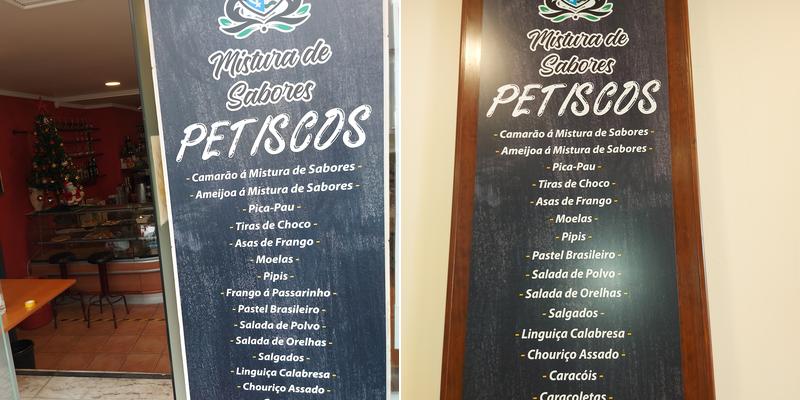 Mistura de
Sabores
PETISCOS
- Camarão á Mistura de Sabores -
- Ameijoa á Mistura de Sabores -
- Pica-Pau -
- Tiras de Choco -
- Asas de Frango -
- Moelas -
- Pipis -
- Frango á Passarinho -
- Pastel Brasileiro -
- Salada de Polvo -
- Salada de Orelhas -
- Salgados -
- Linguiça Calabresa -
- Chouriço Assado -
Mistura de
Sabores
PETISCOS
- Camarão á Mistura de Sabores -
- Ameijoa á Mistura de Sabores -
- Pica-Pau -
- Tiras de Choco -
- Asas de Frango -
- Moelas -
- Pipis -
- Pastel Brasileiro -
- Salada de Polvo -
- Salada de Orelhas -
- Salgados -
- Linguiça Calabresa -
- Chouriço Assado -
- Caracóis -
- Caracoletas -